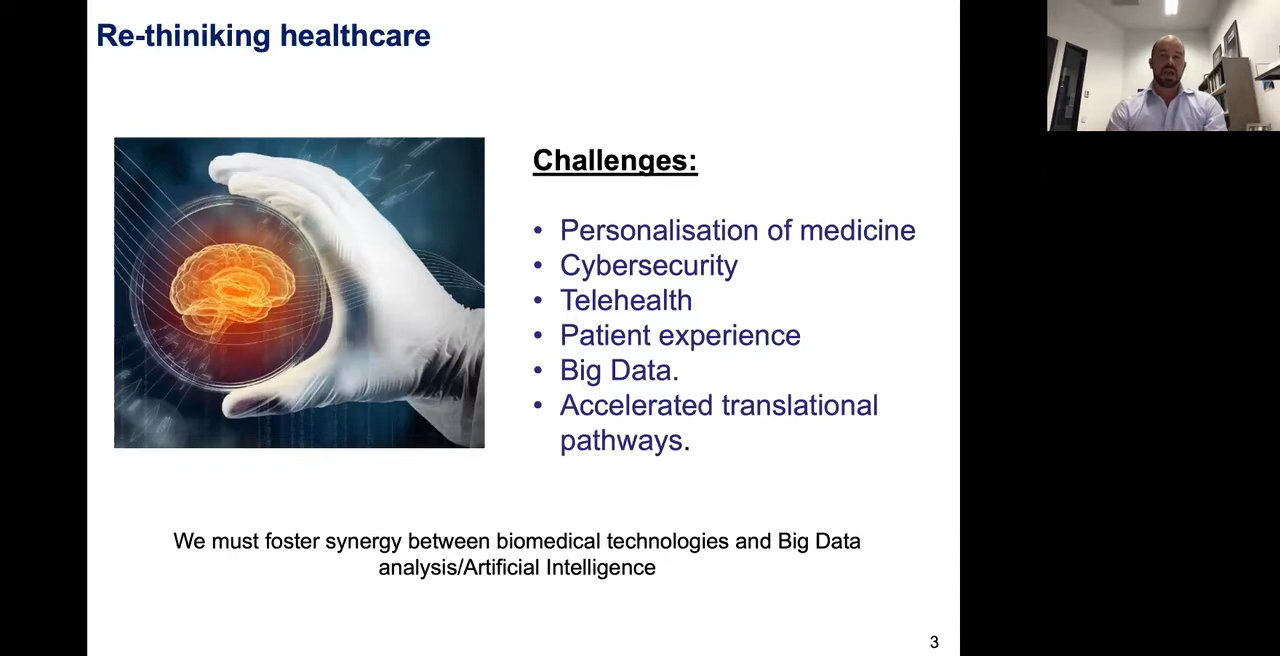 Re-thiniking healthcare
Challenges:
• Personalisation of medicine
• Cybersecurity
• Telehealth
• Patient experience
• Big Data.
• Accelerated translational
pathways.
We must foster synergy between biomedical technologies and Big Data
analysis/Artificial Intelligence
3